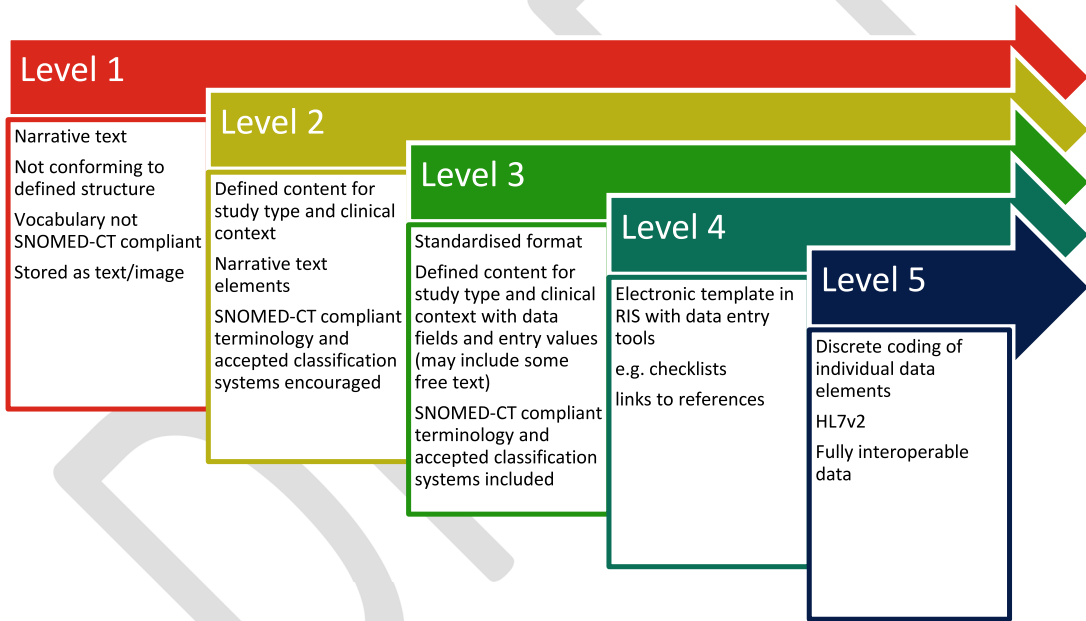 Level 1
Narrative text
Not conforming to
defined structure
Vocabulary not
SNOMED-CT compliant
Stored as text/image
Level 2
Defined content for
study type and clinical
context
Narrative text
elements
SNOMED-CT compliant
terminology and
accepted classification
systems encouraged
Level 3
Standardised format
Defined content for
study type and clinical
context with data
fields and entry values
(may include some
free text)
SNOMED-CT compliant
terminology and
accepted classification
systems included
Level 4
Electronic template in
RIS with data entry
tools
e.g. checklists
links to references
Level 5
Discrete coding of
individual data
elements
HL7v2
Fully interoperable
data